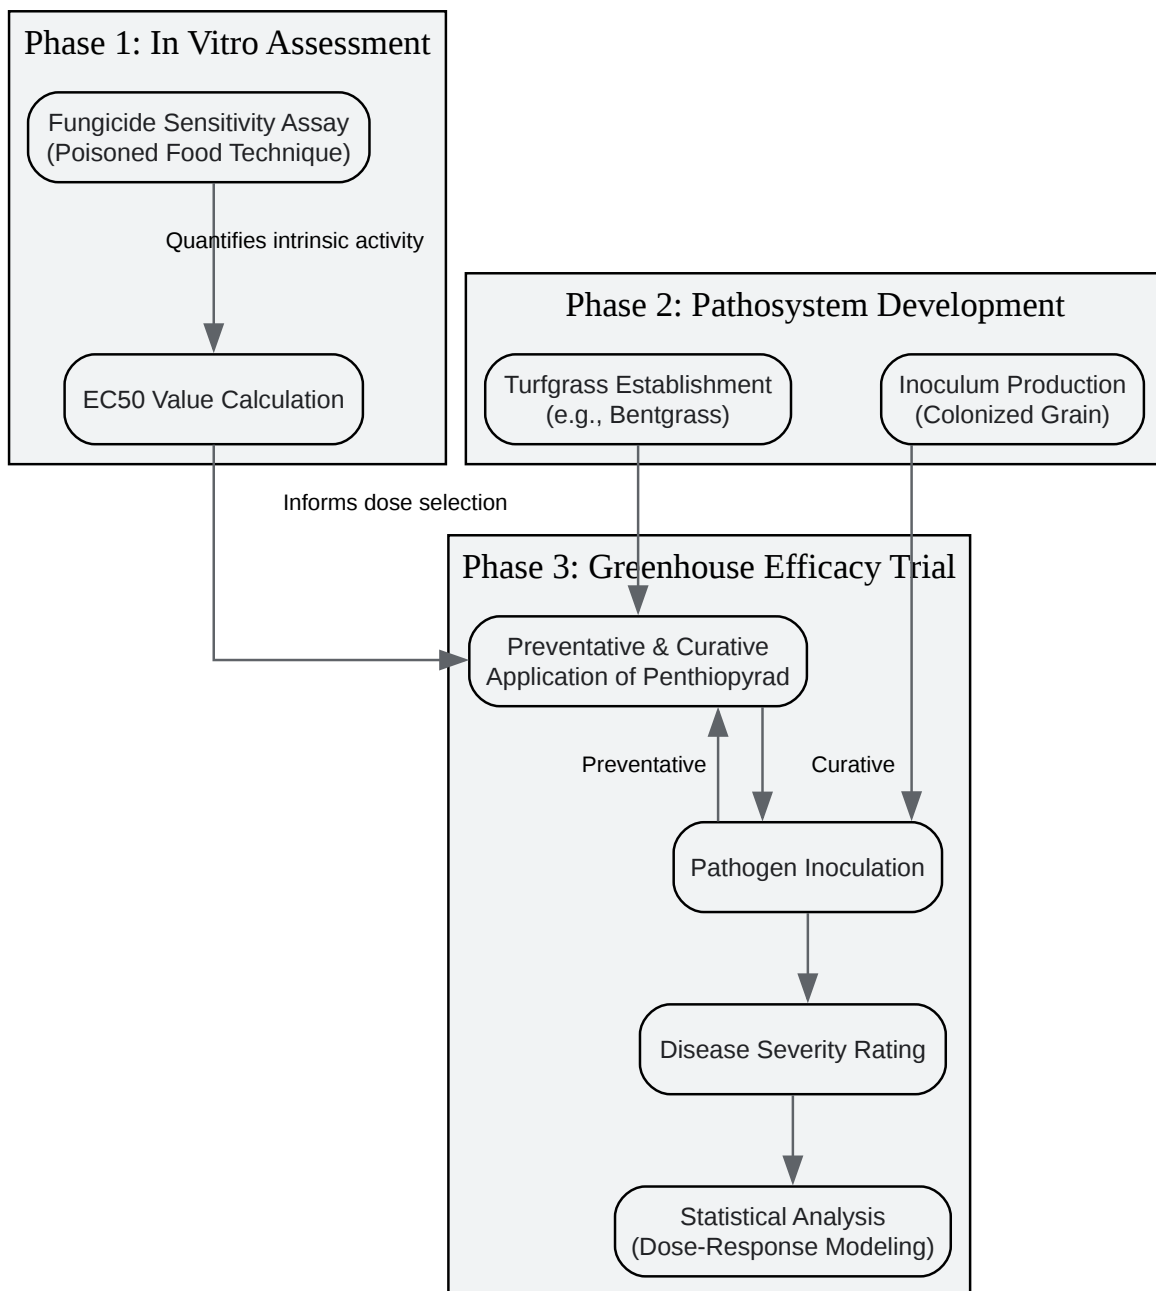 Phase 1: In Vitro Assessment
Fungicide Sensitivity Assay
(Poisoned Food Technique)
Quantifies intrinsic activity
EC50 Value Calculation
Phase 2: Pathosystem Development
Turfgrass Establishment
(e.g., Bentgrass)
Inoculum Production
(Colonized Grain)
Informs dose selection
Phase 3: Greenhouse Efficacy Trial
Preventative & Curative
Application of Penthiopyrad
Preventative
Curative
Pathogen Inoculation
Disease Severity Rating
Statistical Analysis
(Dose-Response Modeling)